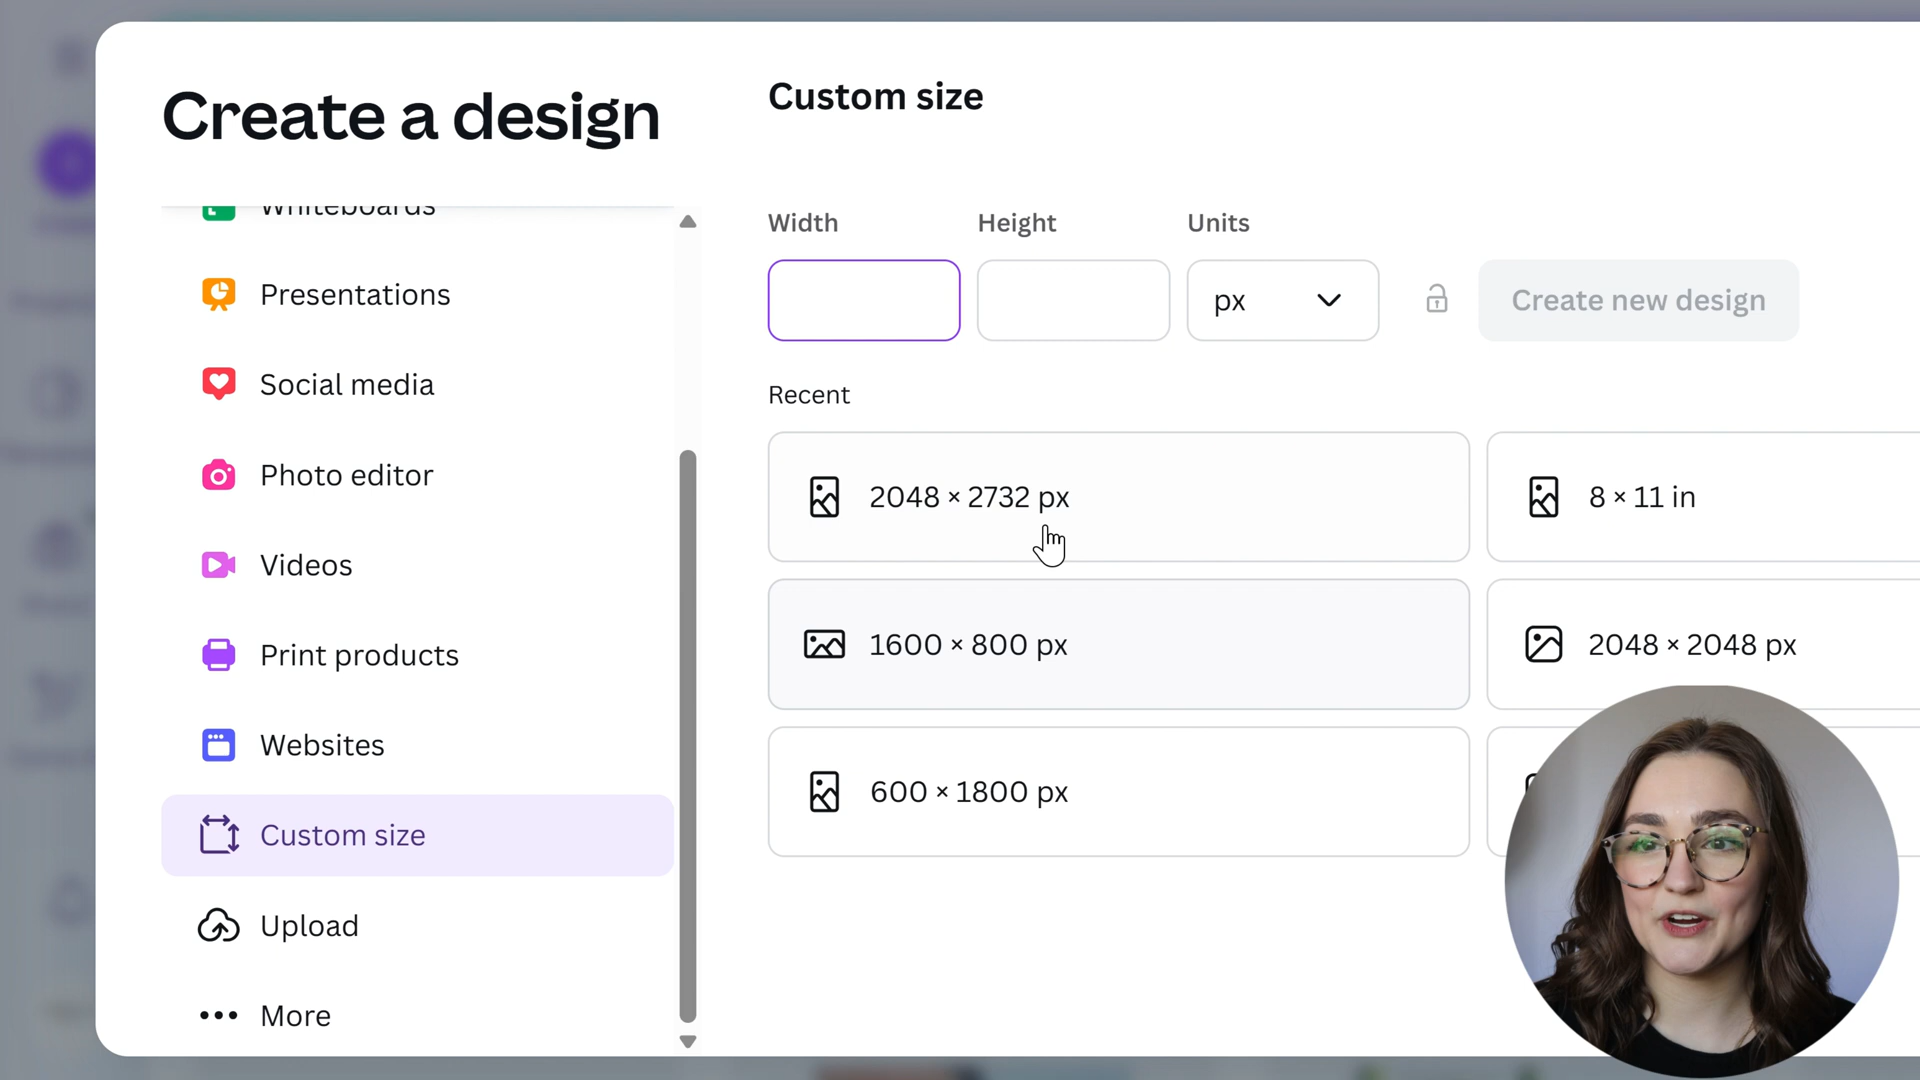 Create a design
Whiteboards
Presentations
Social media
Photo editor
Videos
Print products
Websites
Custom size
Upload
More
Custom size
Width Height Units
px Create new design
Recent
2048 × 2732 px 8 × 11 in
1600 × 800 px 2048 × 2048 px
600 × 1800 px